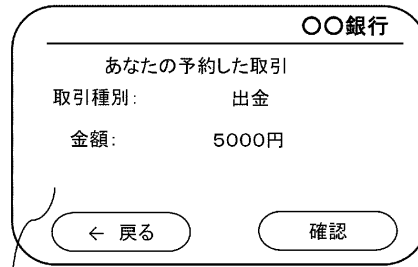 〇〇銀行
あなたの予約した取引
取引種別: 出金
金額: 5000円
← 戻る 確認